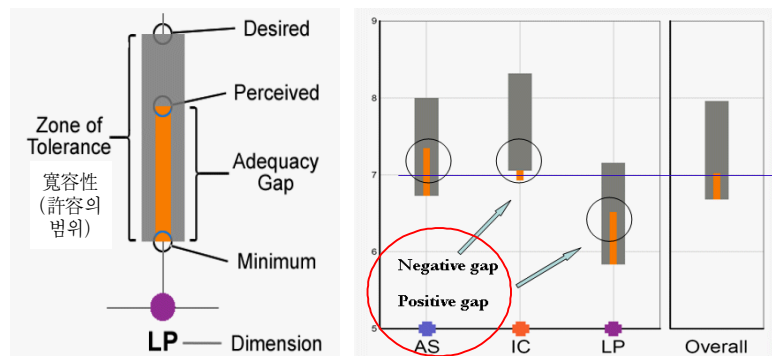 Desired
Perceived
Zone of
Tolerance
寬容性
(許容의
범위)
Adequacy
Gap
Minimum
LP
Dimension
9
8
7
6
5
Negative gap
Positive gap
AS
IC
LP
Overall